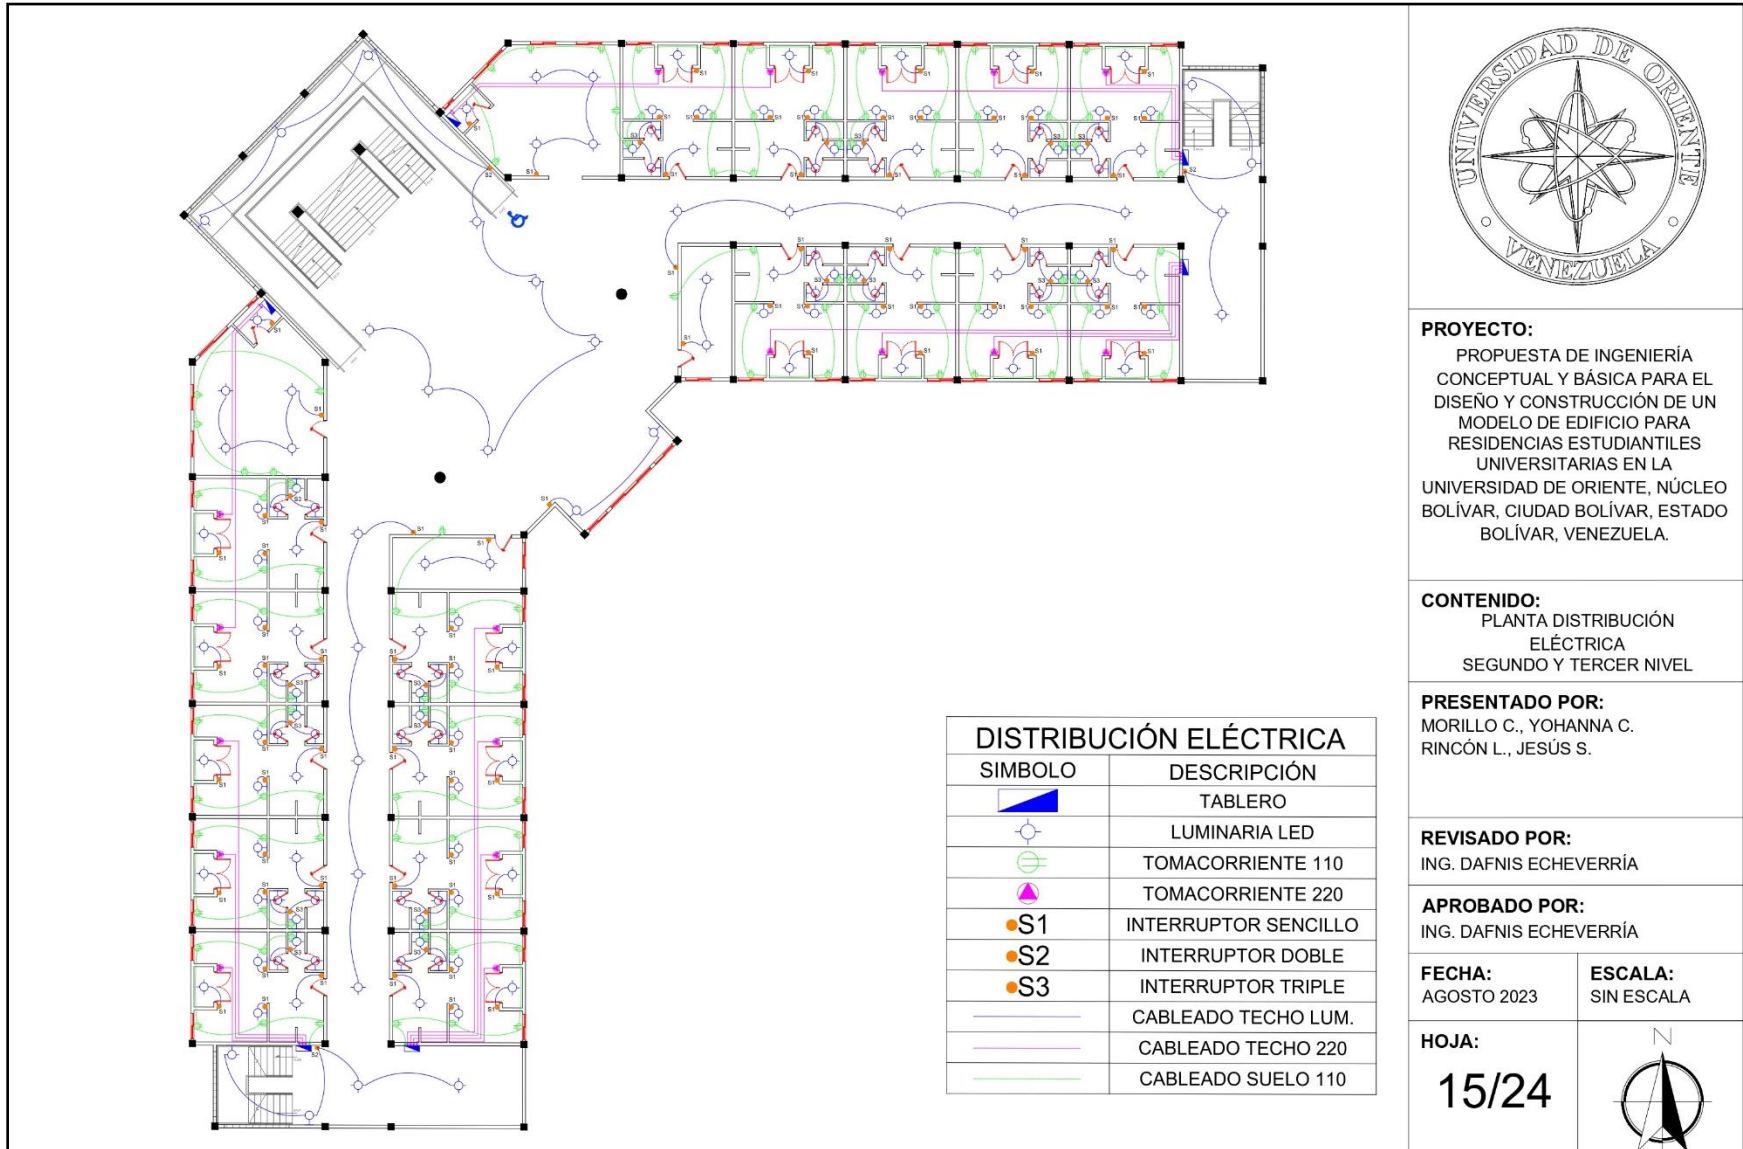 UNIVERSIDAD DE ORIENTE
VENEZUELA
PROYECTO:
PROPUESTA DE INGENIERÍA
CONCEPTUAL Y BÁSICA PARA EL
DISEÑO Y CONSTRUCCIÓN DE UN
MODELO DE EDIFICIO PARA
RESIDENCIAS ESTUDIANTILES
UNIVERSITARIAS EN LA
UNIVERSIDAD DE ORIENTE, NÚCLEO
BOLÍVAR, CIUDAD BOLÍVAR, ESTADO
BOLÍVAR, VENEZUELA.
CONTENIDO:
PLANTA DISTRIBUCIÓN
ELÉCTRICA
SEGUNDO Y TERCER NIVEL
PRESENTADO POR:
MORILLO C., YOHANNA C.
RINCÓN L., JESÚS S.
REVISADO POR:
ING. DAFNIS ECHEVERRÍA
APROBADO POR:
ING. DAFNIS ECHEVERRÍA
FECHA:
AGOSTO 2023
ESCALA:
SIN ESCALA
HOJA:
15/24
N
DISTRIBUCIÓN ELÉCTRICA
SIMBOLO DESCRIPCIÓN
TABLERO
LUMINARIA LED
TOMACORRIENTE 110
TOMACORRIENTE 220
S1 INTERRUPTOR SENCILLO
S2 INTERRUPTOR DOBLE
S3 INTERRUPTOR TRIPLE
CABLEADO TECHO LUM.
CABLEADO TECHO 220
CABLEADO SUELO 110